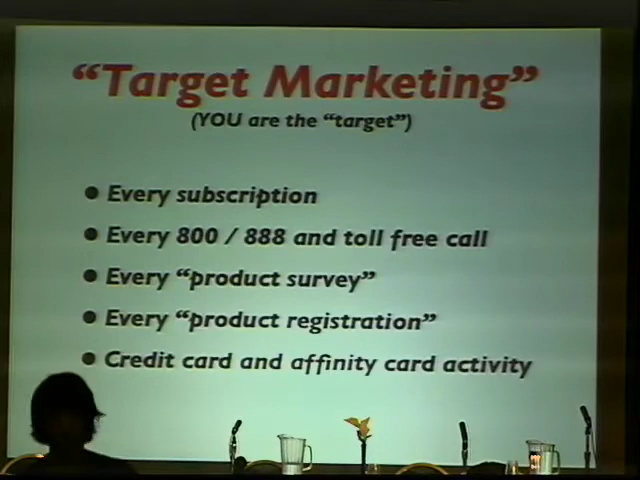 “Target Marketing”
(YOU are the “target”)
● Every subscription
● Every 800 / 888 and toll free call
● Every “product survey”
● Every “product registration”
● Credit card and affinity card activity